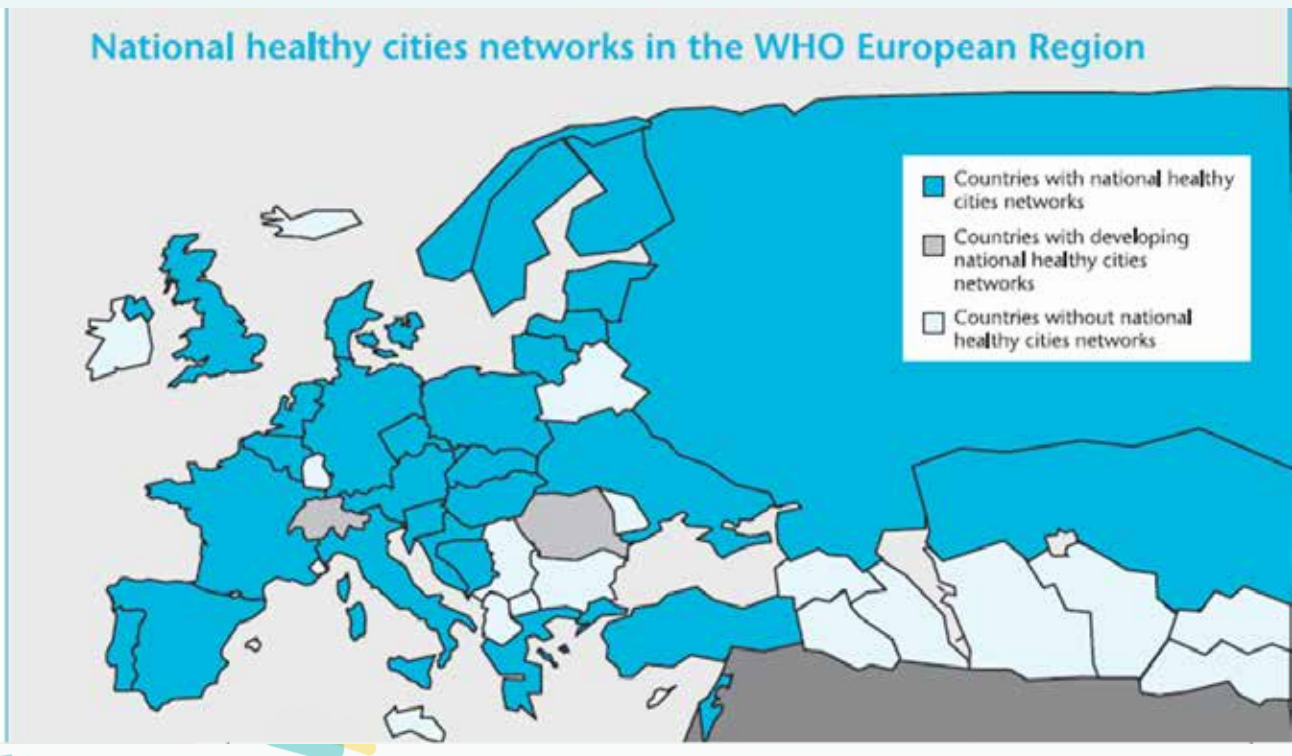 National healthy cities networks in the WHO European Region
Countries with national healthy
cities networks
Countries with developing
national healthy cities
networks
Countries without national
healthy cities networks